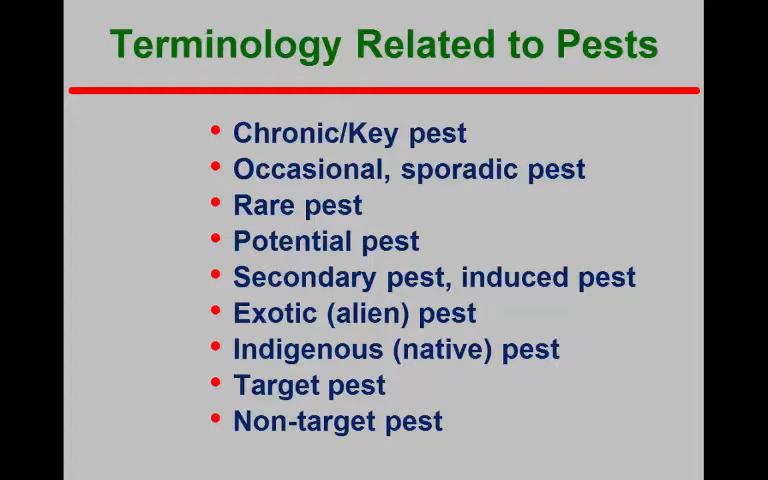 Terminology Related to Pests
• Chronic/Key pest
• Occasional, sporadic pest
• Rare pest
• Potential pest
• Secondary pest, induced pest
• Exotic (alien) pest
• Indigenous (native) pest
• Target pest
• Non-target pest